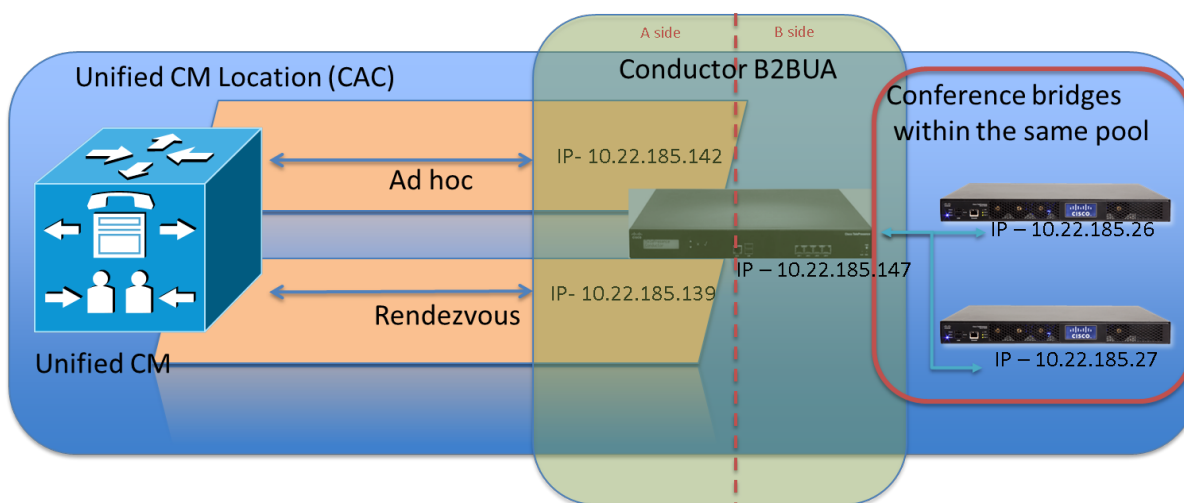 A side
B side
Unified CM Location (CAC)
Conductor B2BUA
Conference bridges
within the same pool
IP- 10.22.185.142
Ad hoc
CISCO
IP – 10.22.185.26
IP – 10.22.185.147
IP- 10.22.185.139
Rendezvous
Unified CM
CISCO
IP – 10.22.185.27